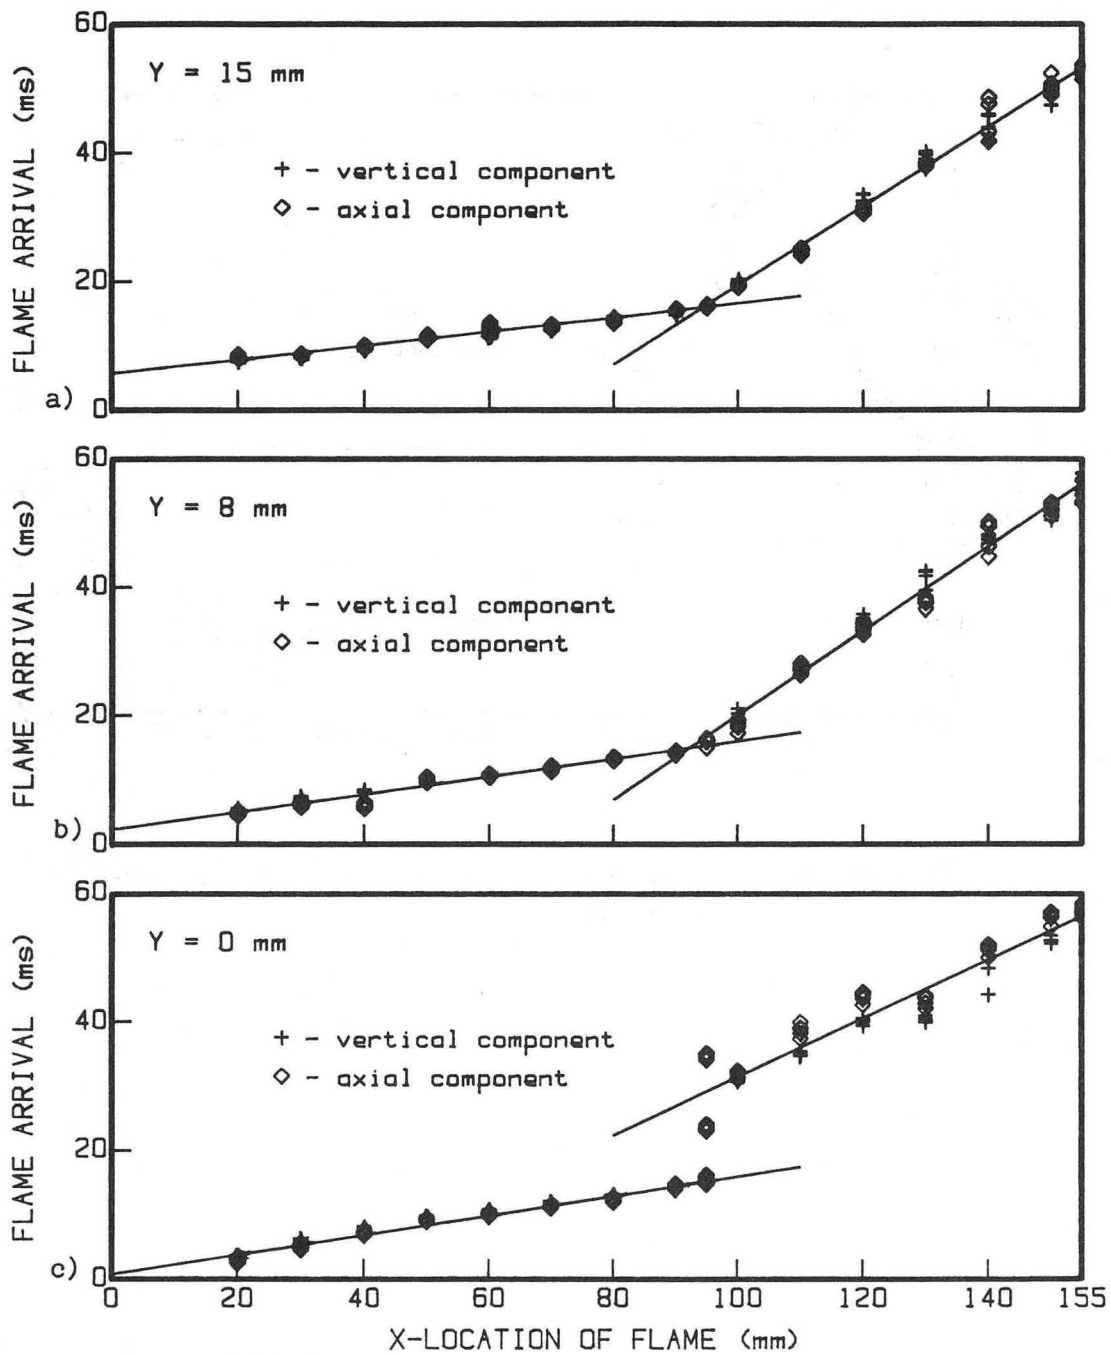 60
Y = 15 mm
+ - vertical component
◇ - axial component
40
20
0
FLAME ARRIVAL (ms)
a)
60
Y = 8 mm
+ - vertical component
◇ - axial component
40
20
0
FLAME ARRIVAL (ms)
b)
60
Y = 0 mm
+ - vertical component
◇ - axial component
40
20
0
FLAME ARRIVAL (ms)
c)
0 20 40 60 80 100 120 140 155
X-LOCATION OF FLAME (mm)